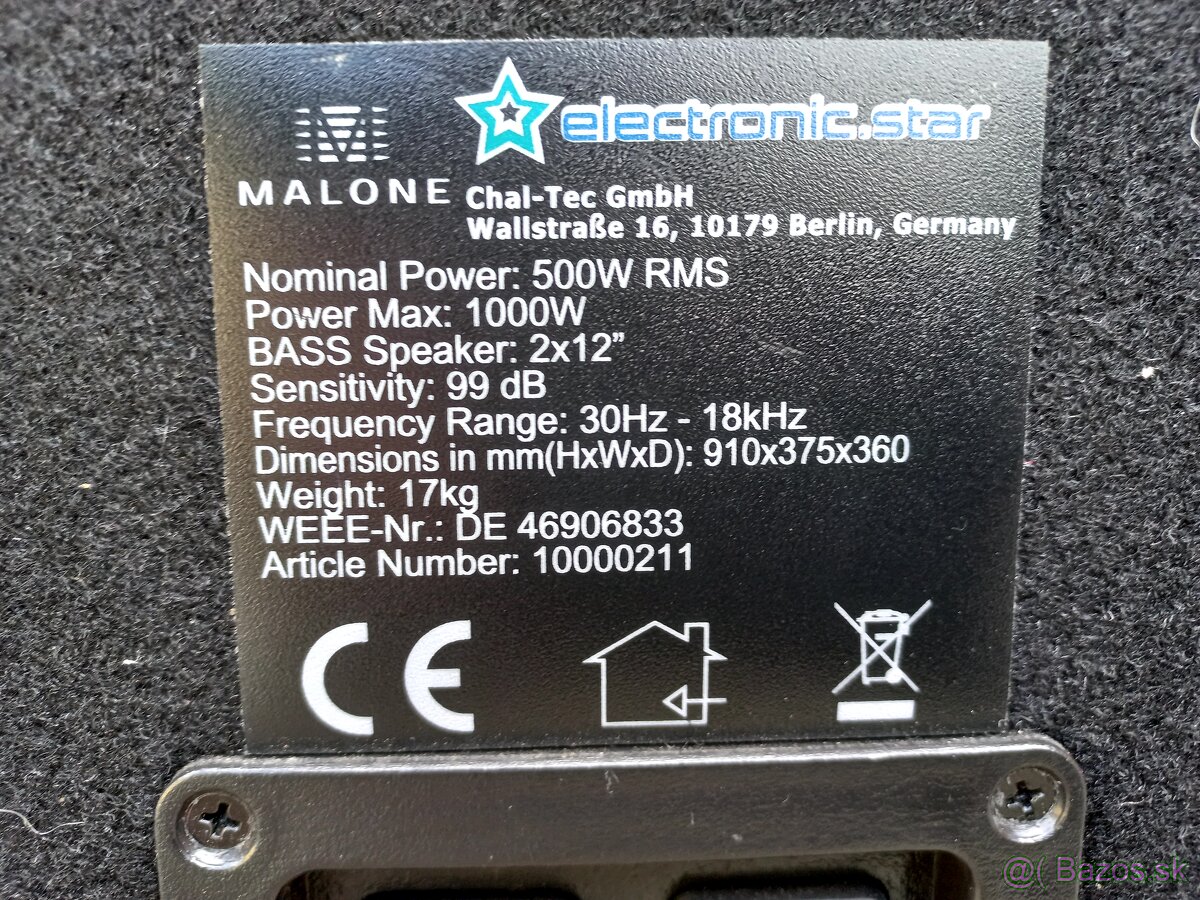 electronic.star
MALONE
Chal-Tec GmbH
Wallstraße 16, 10179 Berlin, Germany
Nominal Power: 500W RMS
Power Max: 1000W
BASS Speaker: 2x12”
Sensitivity: 99 dB
Frequency Range: 30Hz - 18kHz
Dimensions in mm(HxWxD): 910x375x360
Weight: 17kg
WEEE-Nr.: DE 46906833
Article Number: 10000211
CE
@( Bazos.sk